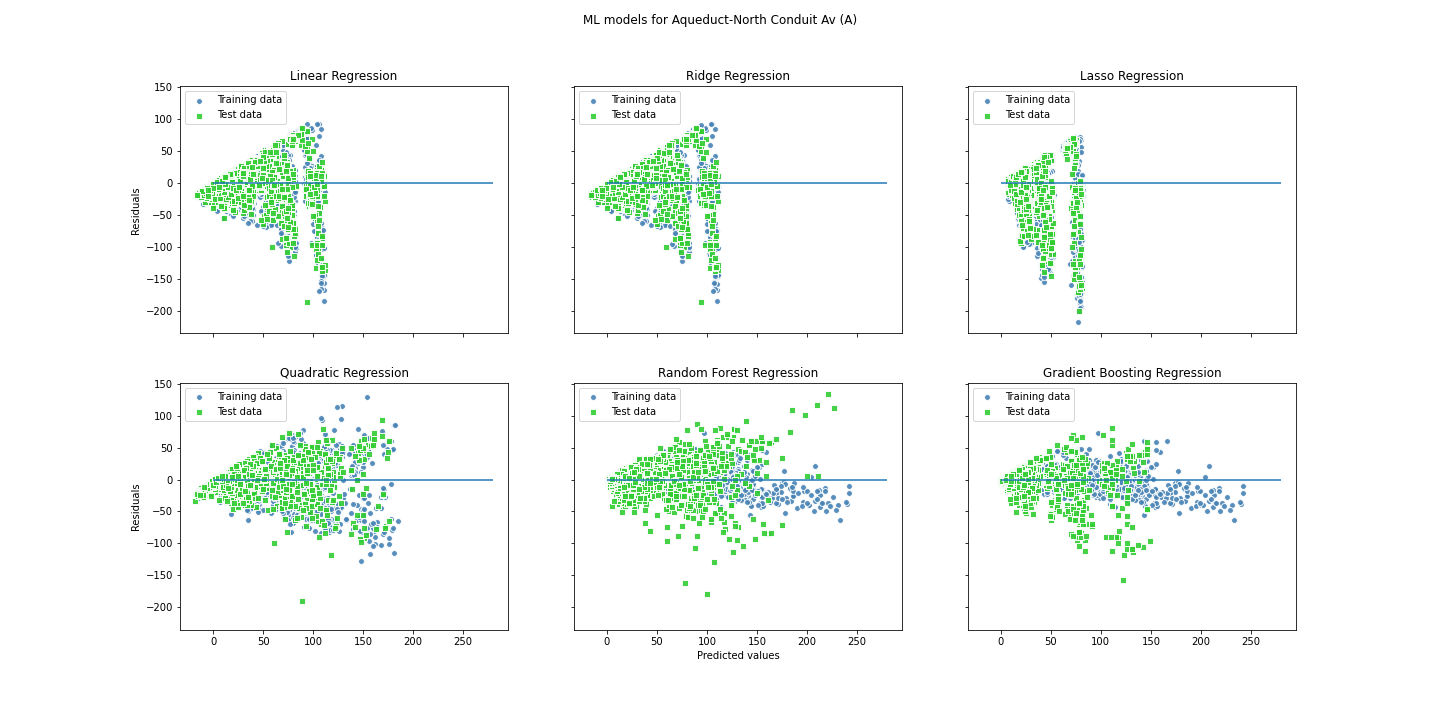 ML models for Aqueduct-North Conduit Av (A)
Linear Regression
Ridge Regression
Lasso Regression
150
100
50
0
−50
−100
−150
−200
Residuals
Training data
Test data
Training data
Test data
Training data
Test data
Quadratic Regression
Random Forest Regression
Gradient Boosting Regression
150
100
50
0
−50
−100
−150
−200
Residuals
Training data
Test data
Training data
Test data
Training data
Test data
0 50 100 150 200 250
0 50 100 150 200 250
0 50 100 150 200 250
Predicted values